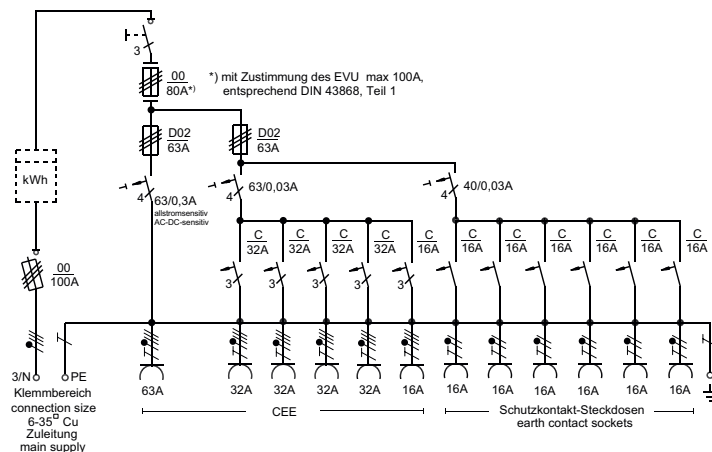 3
00
80A*)
*) mit Zustimmung des EVU max 100A,
entsprechend DIN 43868, Teil 1
D02
63A
D02
63A
kWh
4
63/0,3A
allstromsensitiv
AC-DC-sensitiv
4
63/0,03A
4
40/0,03A
00
100A
C
32A
C
32A
C
32A
C
32A
C
16A
C
16A
C
16A
C
16A
C
16A
C
16A
C
16A
3
3
3
3
3
3/N
PE
63A
32A
32A
32A
32A
16A
16A
16A
16A
16A
16A
16A
Klemmbereich
connection size
6-35□ Cu
Zuleitung
main supply
CEE
Schutzkontakt-Steckdosen
earth contact sockets